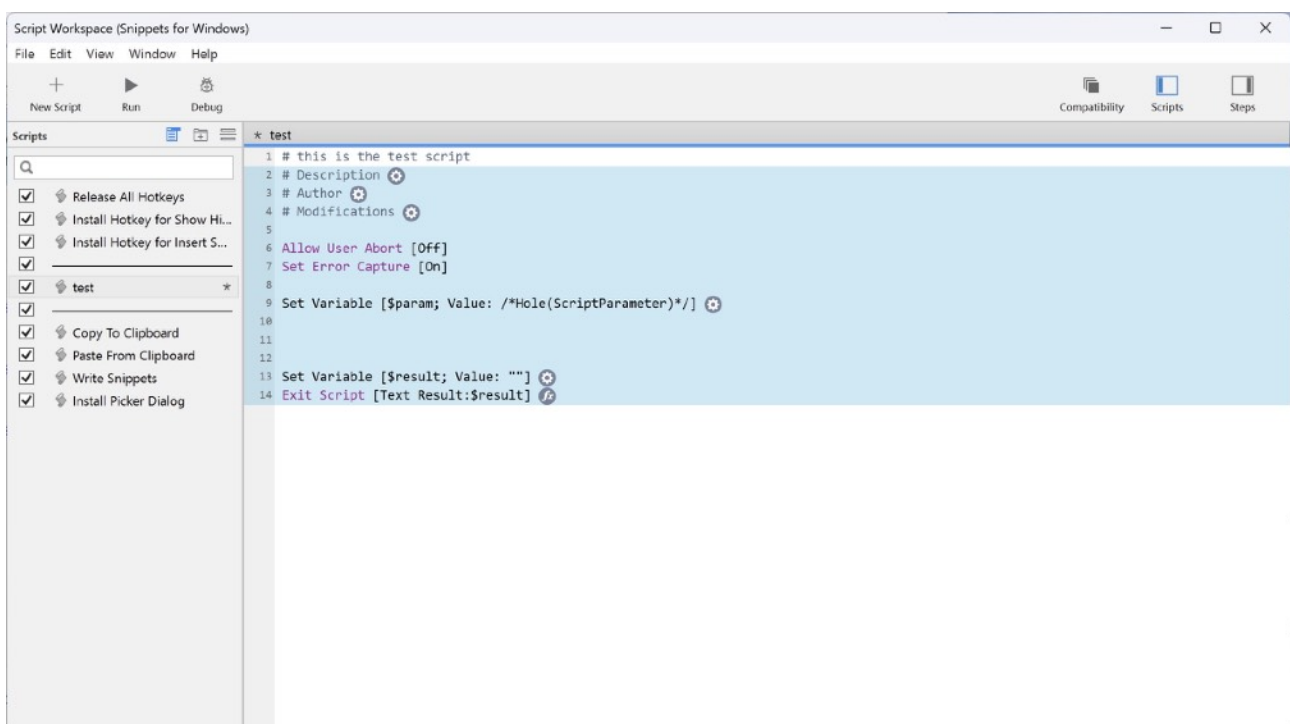 Script Workspace (Snippets for Windows)
File Edit View Window Help
New Script Run Debug Compatibility Scripts Steps
Scripts
* test
Release All Hotkeys
Install Hotkey for Show Hi...
Install Hotkey for Insert S...
test *
Copy To Clipboard
Paste From Clipboard
Write Snippets
Install Picker Dialog
1 # this is the test script
2 # Description
3 # Author
4 # Modifications
5
6 Allow User Abort [Off]
7 Set Error Capture [On]
8
9 Set Variable [$param; Value: /*Hole(ScriptParameter)*/]
10
11
12
13 Set Variable [$result; Value: ""]
14 Exit Script [Text Result:$result]